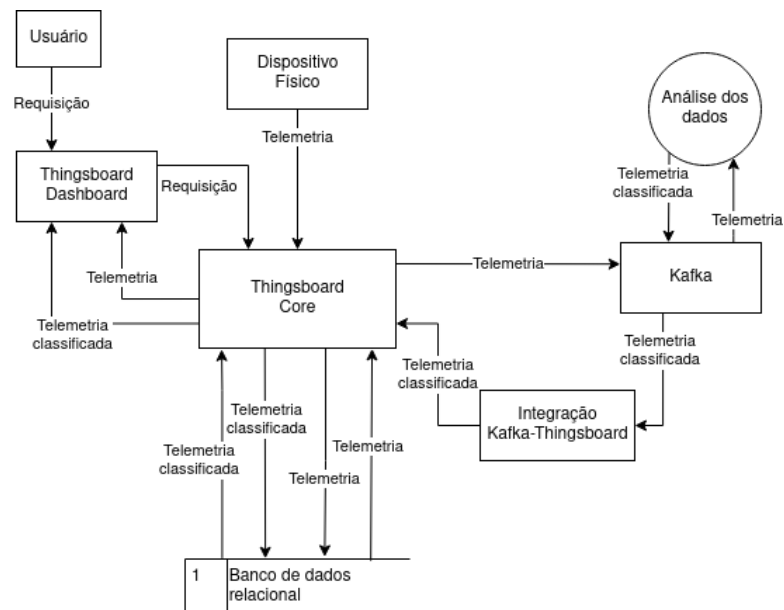 Usuário
Dispositivo
Físico
Análise dos
dados
Requisição
Telemetria
Thingsboard
Dashboard
Requisição
Telemetria
classificada
Telemetria
Telemetria
Thingsboard
Core
Telemetria
Kafka
Telemetria
classificada
Telemetria
classificada
Telemetria
classificada
Integração
Kafka-Thingsboard
Telemetria
classificada
Telemetria
classificada
Telemetria
Telemetria
1
Banco de dados
relacional